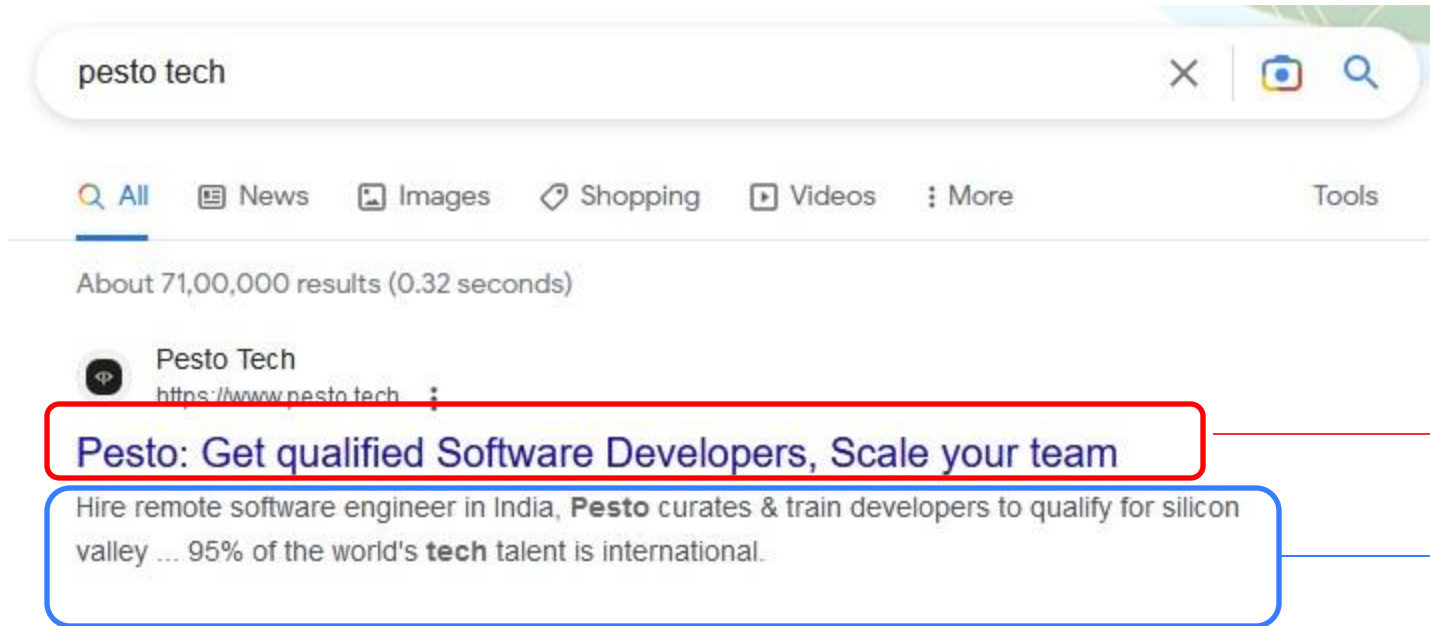 pesto tech
All News Images Shopping Videos More Tools
About 71,00,000 results (0.32 seconds)
Pesto Tech
https://www.pesto.tech
Pesto: Get qualified Software Developers, Scale your team
Hire remote software engineer in India, Pesto curates & train developers to qualify for silicon
valley ... 95% of the world's tech talent is international.